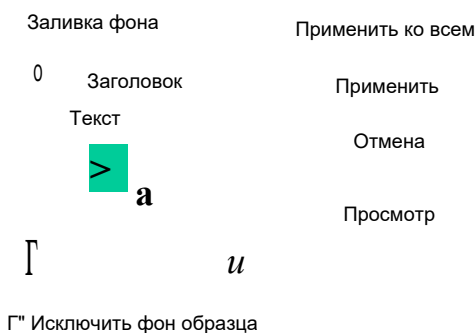 Заливка фона
Применить ко всем
0
Заголовок
Применить
Текст
Отмена
>
a
Просмотр
Г
и
Г" Исключить фон образца